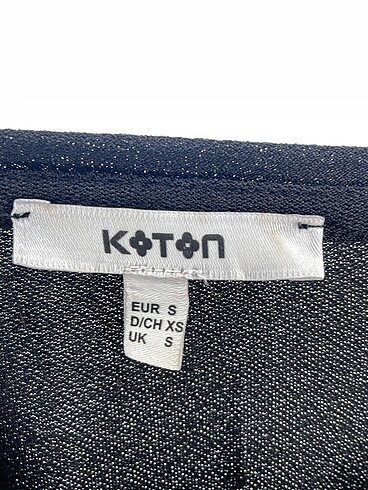 KOTON
EUR S
D/CH XS
UK S